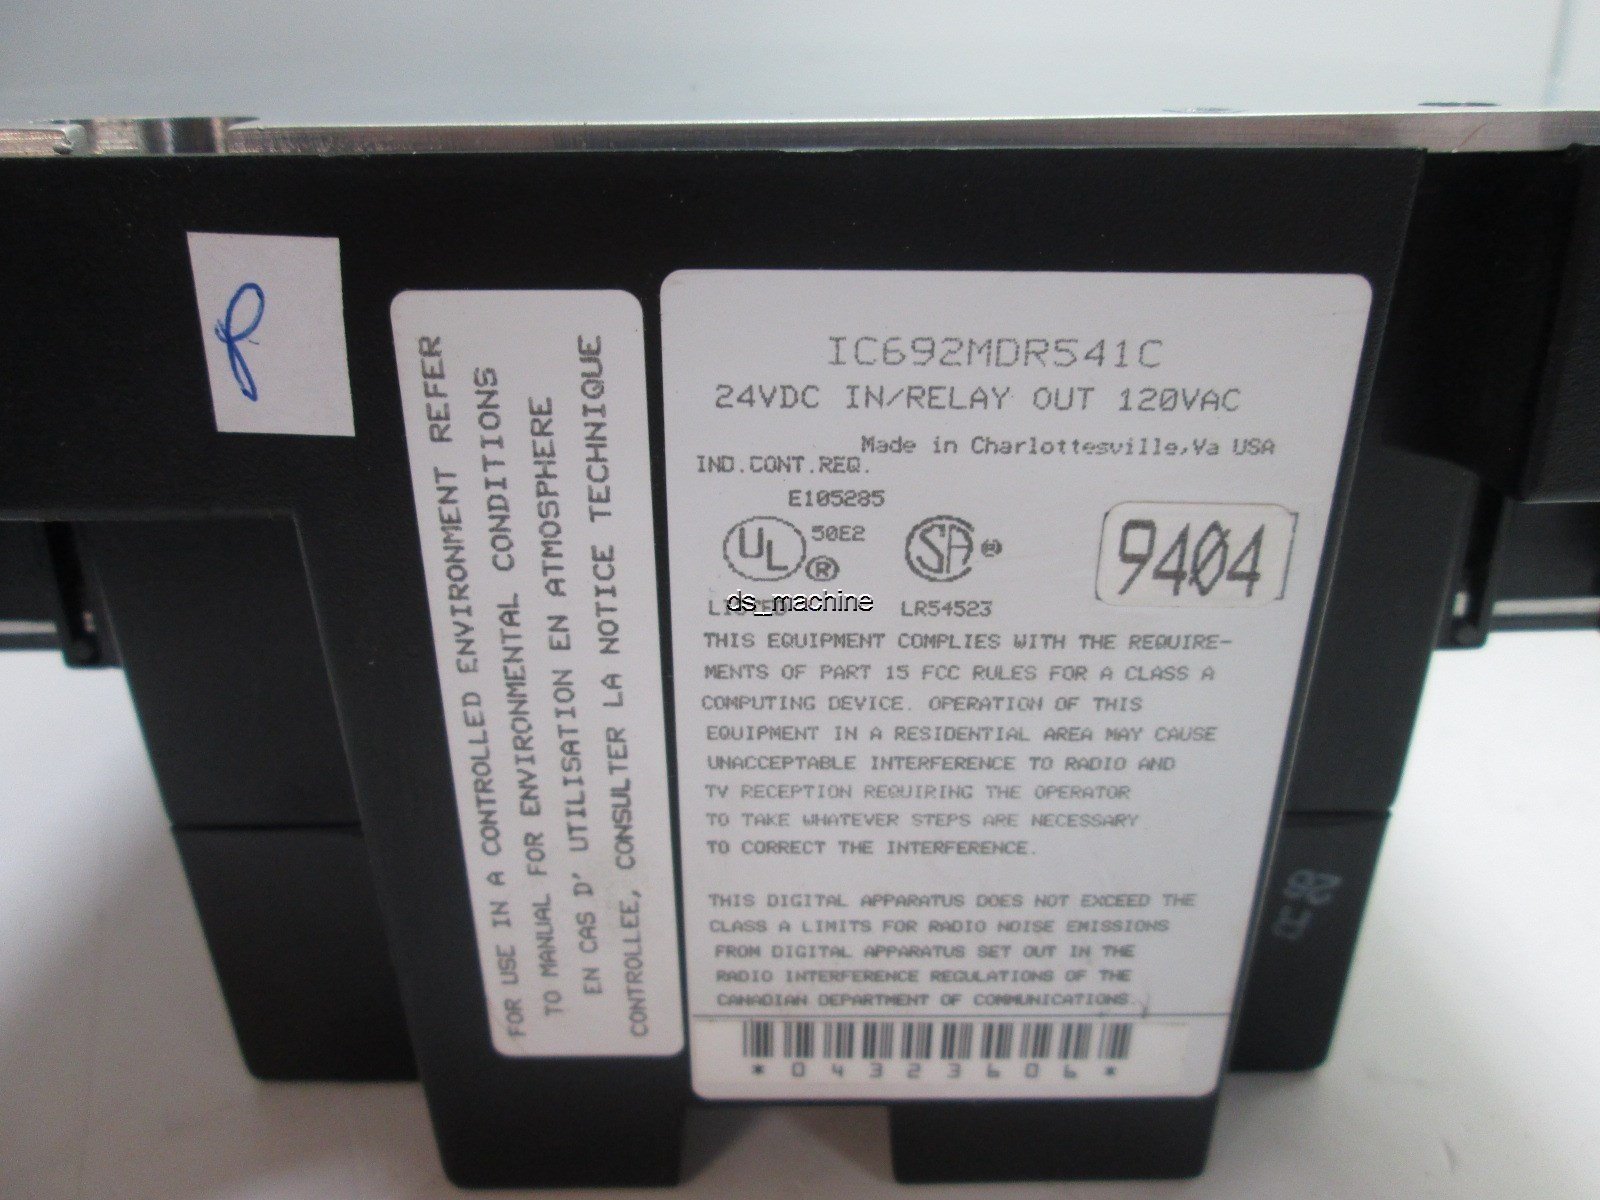 FOR USE IN A CONTROLLED ENVIRONMENT REFER
TO MANUAL FOR ENVIRONMENTAL CONDITIONS
EN CAS D' UTILISATION EN ATMOSPHERE
CONTROLLEE, CONSULTER LA NOTICE TECHNIQUE
IC692MDR541C
24VDC IN/RELAY OUT 120VAC
Made in Charlottesville,Va USA
IND.CONT.REQ.
E105285
UL ® 50E2
SA ®
9404
ds_machine
LR54523
THIS EQUIPMENT COMPLIES WITH THE REQUIRE-
MENTS OF PART 15 FCC RULES FOR A CLASS A
COMPUTING DEVICE. OPERATION OF THIS
EQUIPMENT IN A RESIDENTIAL AREA MAY CAUSE
UNACCEPTABLE INTERFERENCE TO RADIO AND
TV RECEPTION REQUIRING THE OPERATOR
TO TAKE WHATEVER STEPS ARE NECESSARY
TO CORRECT THE INTERFERENCE.
THIS DIGITAL APPARATUS DOES NOT EXCEED THE
CLASS A LIMITS FOR RADIO NOISE EMISSIONS
FROM DIGITAL APPARATUS SET OUT IN THE
RADIO INTERFERENCE REGULATIONS OF THE
CANADIAN DEPARTMENT OF COMMUNICATIONS
*04323606*